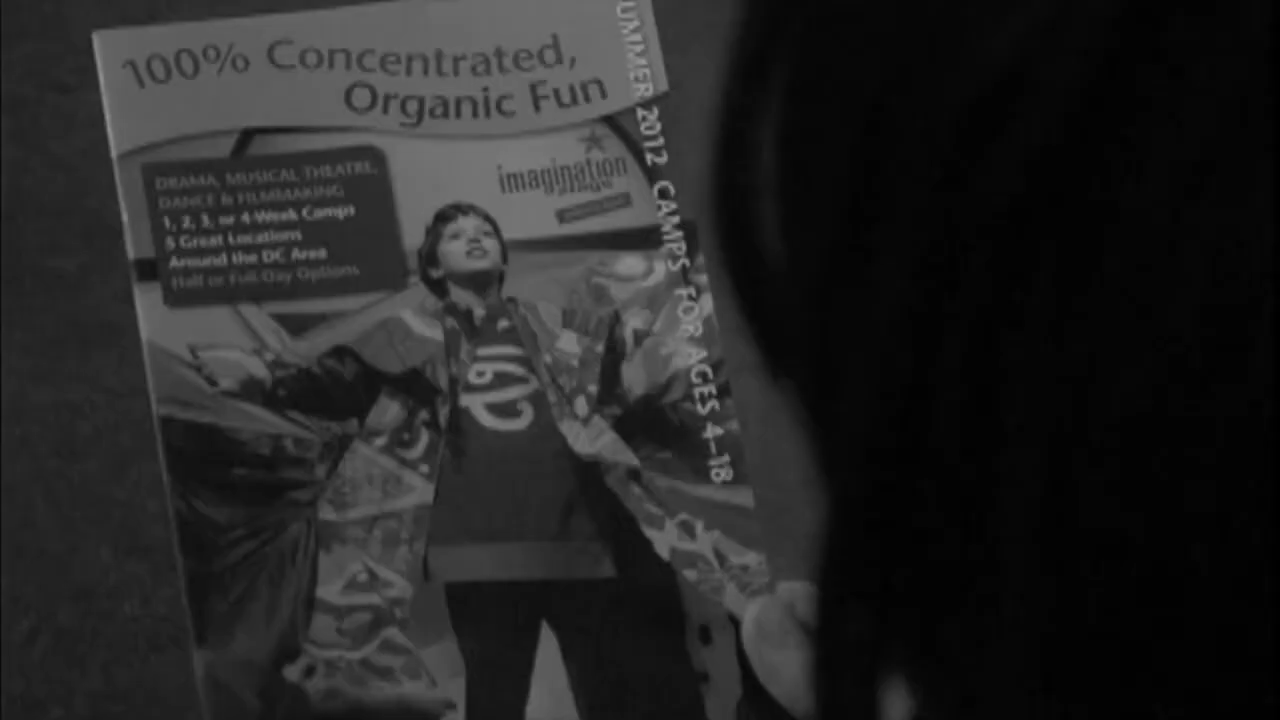 100% Concentrated,
Organic Fun
DRAMA, MUSICAL THEATRE,
DANCE & FILMMAKING
1, 2, 3, or 4-Week Camps
5 Great Locations
Around the DC Area
Half or Full-Day Options
imagination
stage
UMMER 2012 CAMPS FOR AGES 4-18